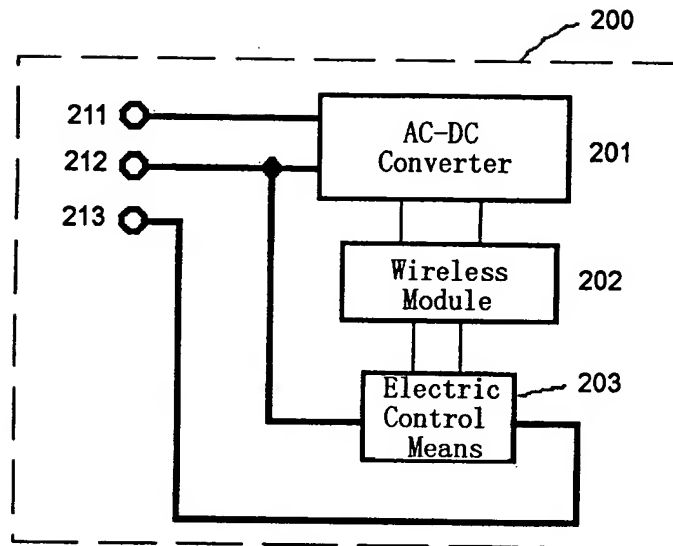 200
211
212
213
AC-DC
Converter
201
Wireless
Module
202
Electric
Control
Means
203